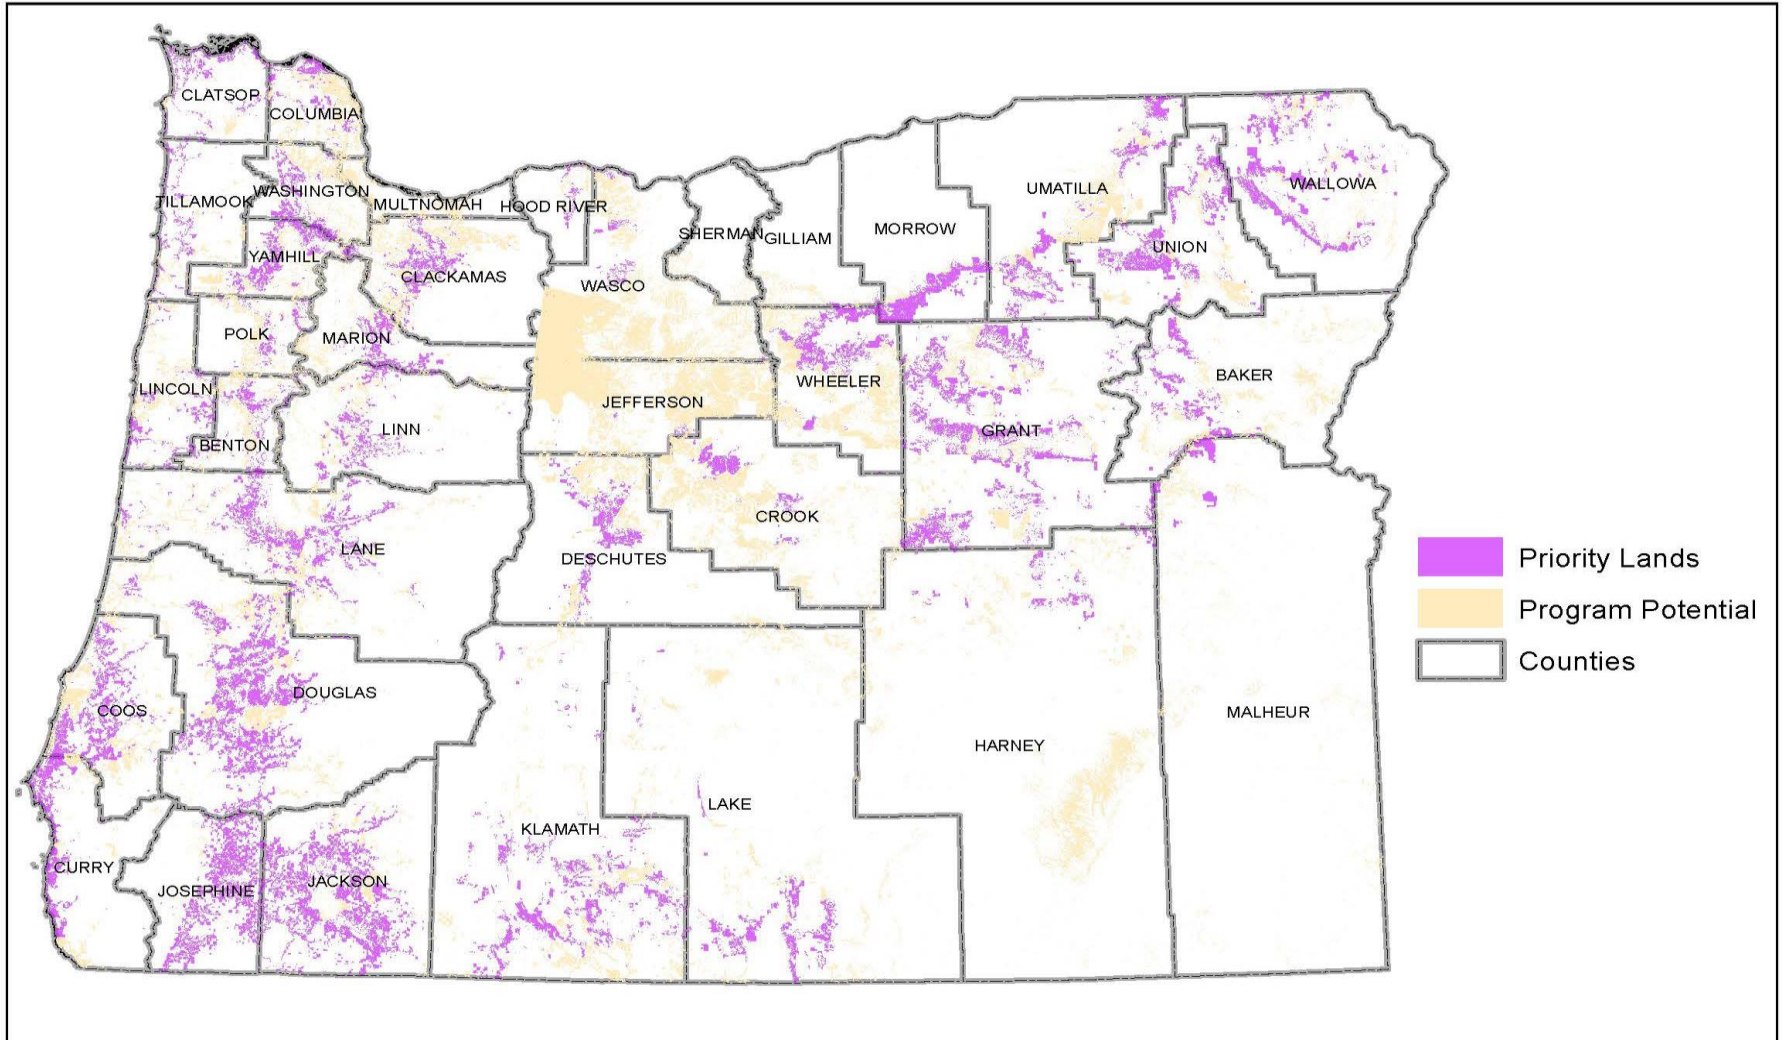 CLATSOP
COLUMBIA
TILLAMOOK
WASHINGTON
MULTNOMAH
HOOD RIVER
UMATILLA
WALLOWA
SHERMAN
GILLIAM
MORROW
UNION
YAMHILL
CLACKAMAS
WASCO
POLK
MARION
LINCOLN
JEFFERSON
WHEELER
BAKER
BENTON
LINN
GRANT
CROOK
LANE
DESCHUTES
DOUGLAS
COOS
HARNEY
MALHEUR
LAKE
KLAMATH
CURRY
JOSEPHINE
JACKSON
Priority Lands
Program Potential
Counties